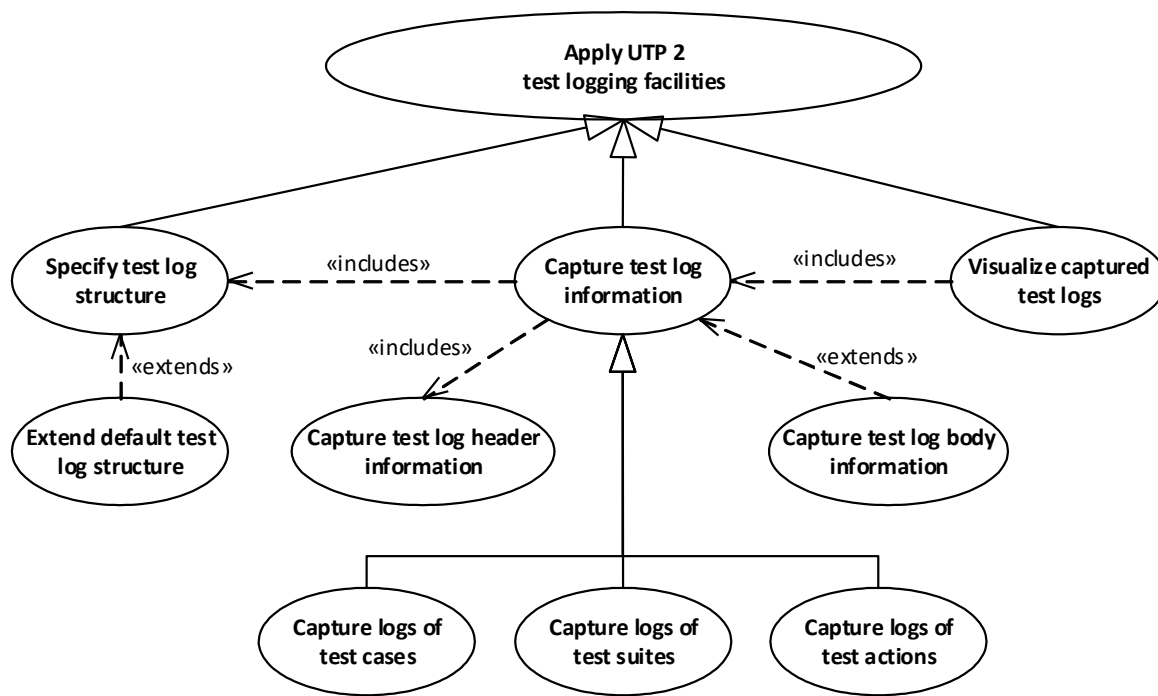 Apply UTP 2
test logging facilities
Specify test log
structure
«includes»
Capture test log
information
«includes»
Visualize captured
test logs
«extends»
«includes»
«extends»
Extend default test
log structure
Capture test log header
information
Capture test log body
information
Capture logs of
test cases
Capture logs of
test suites
Capture logs of
test actions